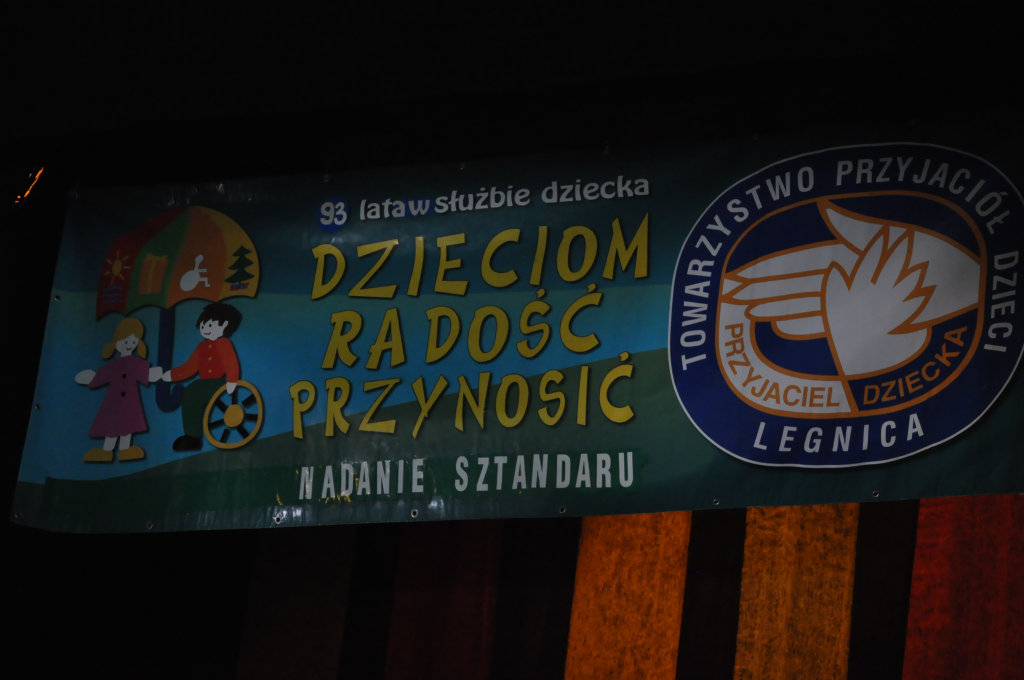 93 lata w służbie dziecka
DZIECIOM
RADOŚĆ
PRZYNOSIĆ
NADANIE SZTANDARU
TOWARZYSTWO PRZYJACIÓŁ DZIECI
PRZYJACIEL DZIECKA
LEGNICA